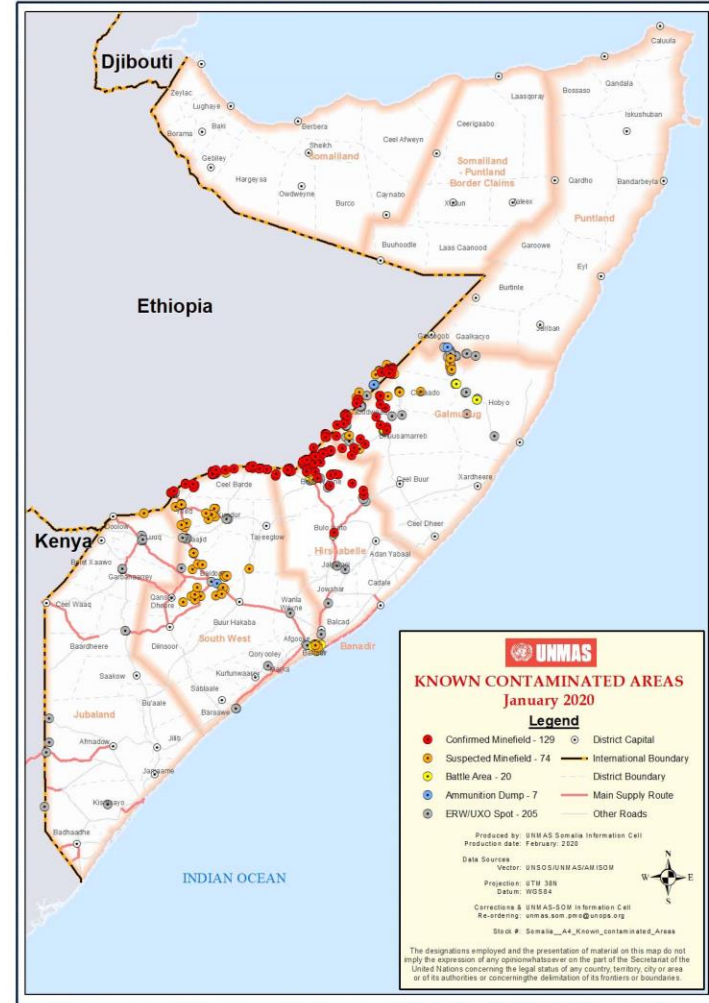 Djibouti
Caluula
Zeylac
Qandala
Laasqoray
Bossaso
Lughaye
Iskushuban
Baki
Berbera
Ceerigaabo
Borama
Ceel Afweyn
Sheikh
Somaliland
Somaliland
- Puntland
Border Claims
Gebiley
Hargeysa
Gardho
Bandarbeyla
Owdweyne
Caynabo
Burco
Xudun
Taleex
Puntland
Buuhoodle
Laas Caanood
Garoowe
Eyl
Ethiopia
Burtinle
Jariban
Gaalkacyo
Hobyo
Galmudug
Dhuusamarreb
Ceel Barde
Xardheere
Ceel Buur
Ceel Dheer
Kenya
Tayeeglow
Hirshabelle
Adan Yabaal
Garbahaarrey
Cadale
Ceel Waaq
Jowhar
Wanla
Weyne
Qansax
Dheere
Balcad
Buur Hakaba
Baardheere
Diinsoor
South West
Afgooye
Banadir
Qoryooley
Marka
Saakow
Kurtunwaarey
Sablaale
Bu'aale
Baraawe
Jubaland
Jilib
Afmadow
Jamaame
Kismaayo
Badhaadhe
INDIAN OCEAN
UNMAS
KNOWN CONTAMINATED AREAS
January 2020
Legend
Confirmed Minefield - 129
District Capital
Suspected Minefield - 74
International Boundary
Battle Area - 20
District Boundary
Ammunition Dump - 7
Main Supply Route
ERW/UXO Spot - 205
Other Roads
Produced by: UNMAS Somalia Information Cell
Production date: February: 2020
Data Sources
Vector: UNSOS/UNMAS/AMISOM
Projection: UTM 38N
Datum: WGS84
Corrections & UNMAS-SOM Information Cell
Re-ordering: unmas.som.pmo@unops.org
Stock #: Somalia__A4_Known_contaminated_Areas
N
W
E
S
The designations employed and the presentation of material on this map do not
imply the expression of any opinionwhatsoever on the part of the Secretariat of the
United Nations concerning the legal status of any country, territory, city or area
or of its authorities or concerningthe delimitation of its frontiers or boundaries.